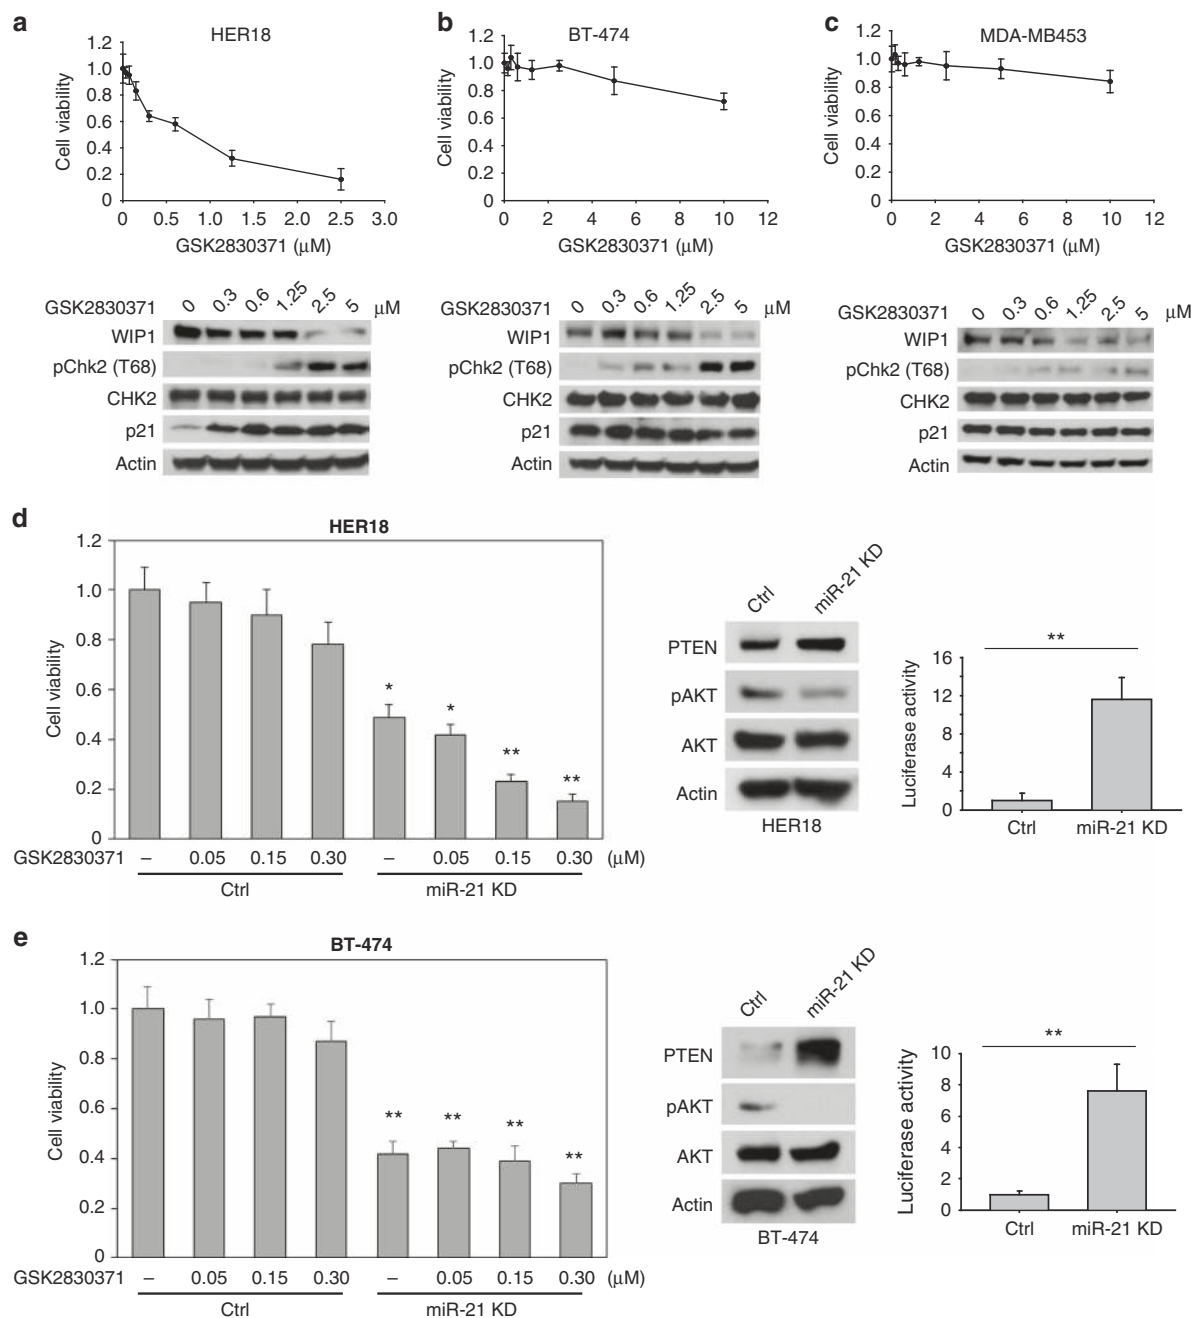 a
HER18
1.2
1.0
0.8
0.6
0.4
0.2
0
Cell viability
0 0.5 1.0 1.5 2.0 2.5 3.0
GSK2830371 (μM)
b
BT-474
1.2
1.0
0.8
0.6
0.4
0.2
0
Cell viability
0 2 4 6 8 10 12
GSK2830371 (μM)
c
MDA-MB453
1.2
1.0
0.8
0.6
0.4
0.2
0
Cell viability
0 2 4 6 8 10 12
GSK2830371 (μM)
GSK2830371 0 0.3 0.6 1.25 2.5 5 μM
WIP1
pChk2 (T68)
CHK2
p21
Actin
GSK2830371 0 0.3 0.6 1.25 2.5 5 μM
WIP1
pChk2 (T68)
CHK2
p21
Actin
GSK2830371 0 0.3 0.6 1.25 2.5 5 μM
WIP1
pChk2 (T68)
CHK2
p21
Actin
d
HER18
1.2
1.0
0.8
0.6
0.4
0.2
0
Cell viability
* * ** **
GSK2830371 – 0.05 0.15 0.30 – 0.05 0.15 0.30 (μM)
Ctrl miR-21 KD
Ctrl miR-21 KD
PTEN
pAKT
AKT
Actin
HER18
**
16
12
8
4
0
Luciferase activity
Ctrl miR-21 KD
e
BT-474
1.2
1.0
0.8
0.6
0.4
0.2
0
Cell viability
** ** ** **
GSK2830371 – 0.05 0.15 0.30 – 0.05 0.15 0.30 (μM)
Ctrl miR-21 KD
Ctrl miR-21 KD
PTEN
pAKT
AKT
Actin
BT-474
**
10
8
6
4
2
0
Luciferase activity
Ctrl miR-21 KD